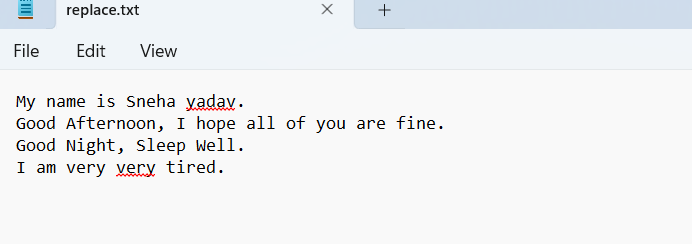 replace.txt
File Edit View
My name is Sneha yadav.
Good Afternoon, I hope all of you are fine.
Good Night, Sleep Well.
I am very very tired.